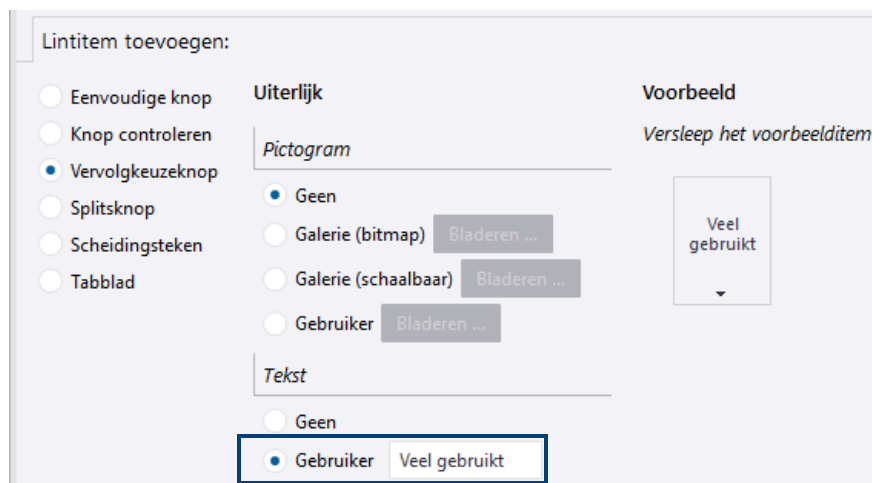 Lintitem toevoegen:
Eenvoudige knop
Knop controleren
Vervolgkeuzeknop
Splitsknop
Scheidingsteken
Tabblad
Uiterlijk
Pictogram
Geen
Galerie (bitmap) Bladeren ...
Galerie (schaalbaar) Bladeren ...
Gebruiker Bladeren ...
Tekst
Geen
Gebruiker Veel gebruikt
Voorbeeld
Versleep het voorbeelditem
Veel
gebruikt